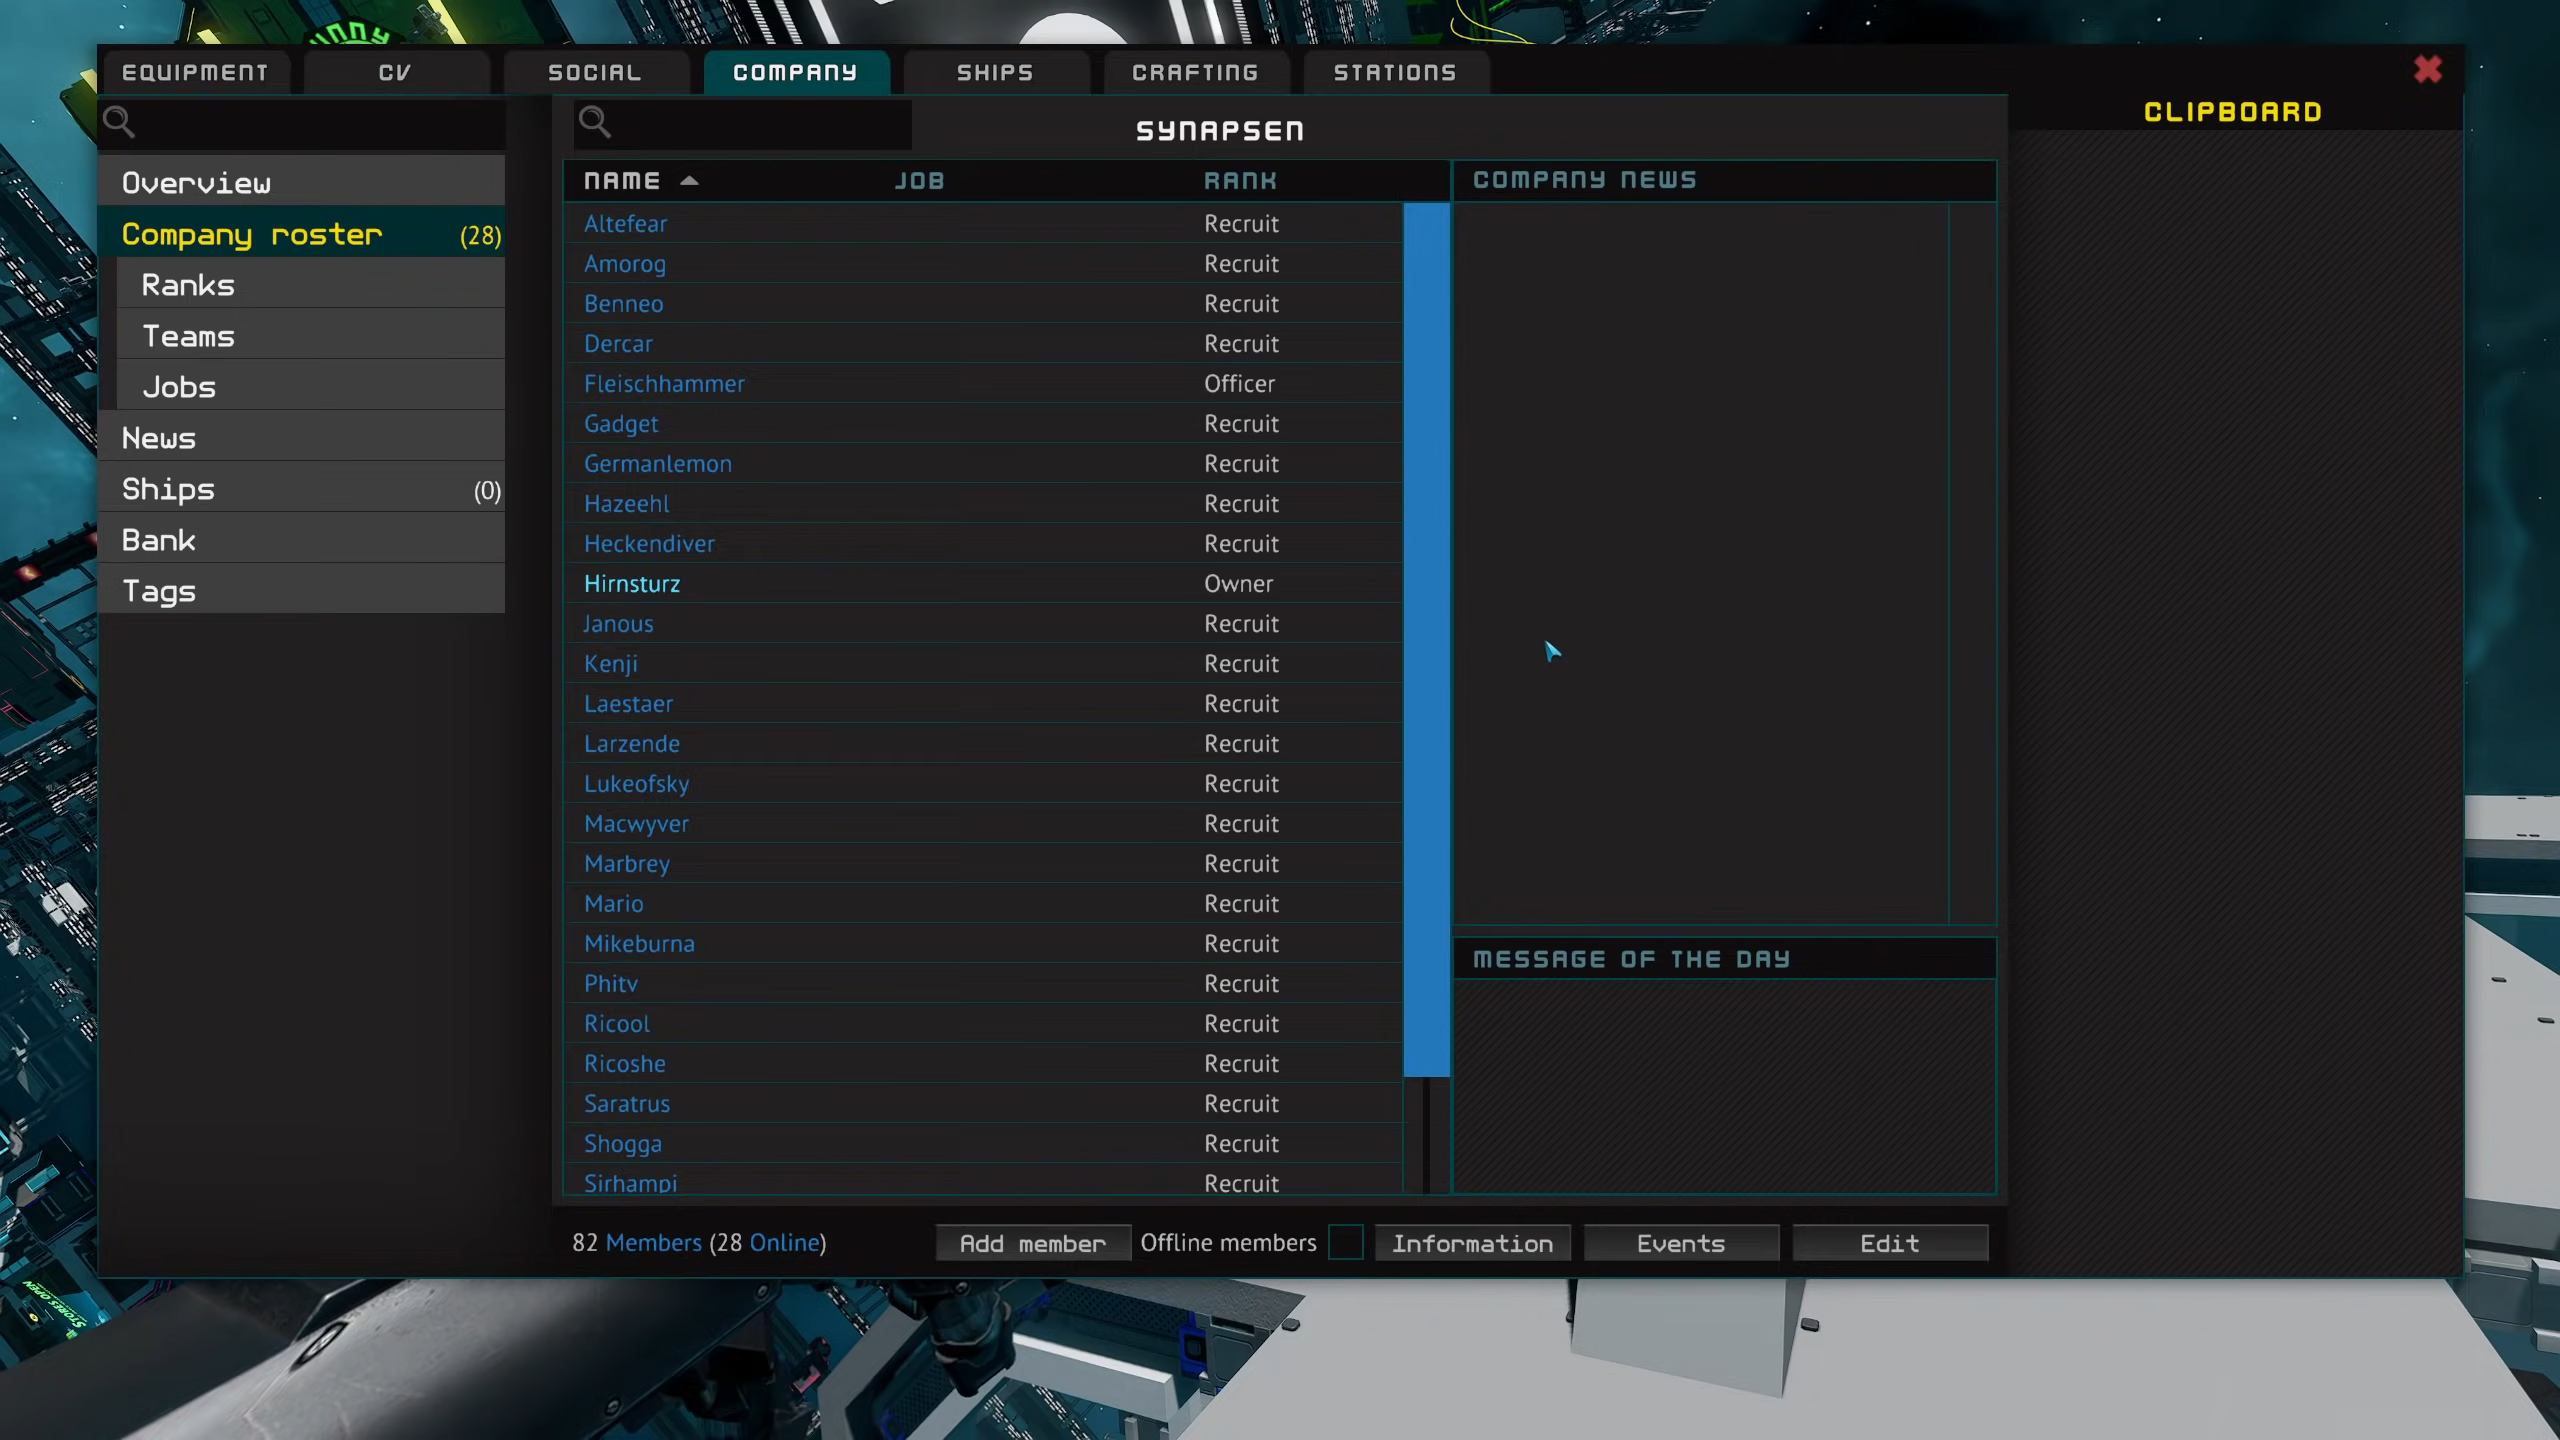 EQUIPMENT CV SOCIAL COMPANY SHIPS CRAFTING STATIONS
CLIPBOARD
SYNAPSEN
Overview
Company roster (28)
Ranks
Teams
Jobs
News
Ships (0)
Bank
Tags
NAME JOB RANK
Altefear Recruit
Amorog Recruit
Benneo Recruit
Dercar Recruit
Fleischhammer Officer
Gadget Recruit
Germanlemon Recruit
Hazeehl Recruit
Heckendiver Recruit
Hirnsturz Owner
Janous Recruit
Kenji Recruit
Laestaer Recruit
Larzende Recruit
Lukeofsky Recruit
Macwyver Recruit
Marbrey Recruit
Mario Recruit
Mikeburna Recruit
Phitv Recruit
Ricool Recruit
Ricoshe Recruit
Saratrus Recruit
Shogga Recruit
Sirhampi Recruit
COMPANY NEWS
MESSAGE OF THE DAY
82 Members (28 Online) Add member Offline members Information Events Edit
STORES OPEN